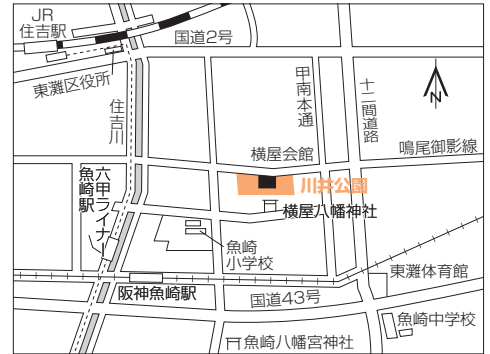 JR
住吉駅
国道2号
東灘区役所
住吉川
甲南本通
十二間道路
N
横屋会館
鳴尾御影線
川井公園
六甲ライナー
魚崎駅
横屋八幡神社
魚崎
小学校
東灘体育館
阪神魚崎駅
国道43号
魚崎中学校
魚崎八幡宮神社